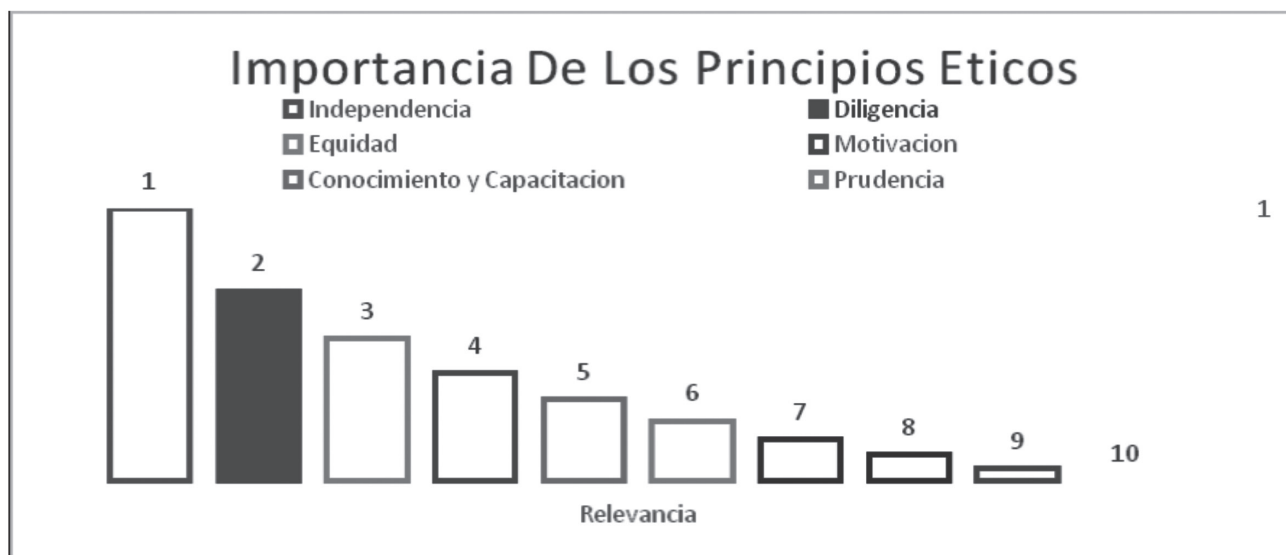 Importancia De Los Principios Eticos
Independencia Diligencia
Equidad Motivacion
Conocimiento y Capacitacion Prudencia
1
1
2
3
4
5
6
7
8
9
10
Relevancia